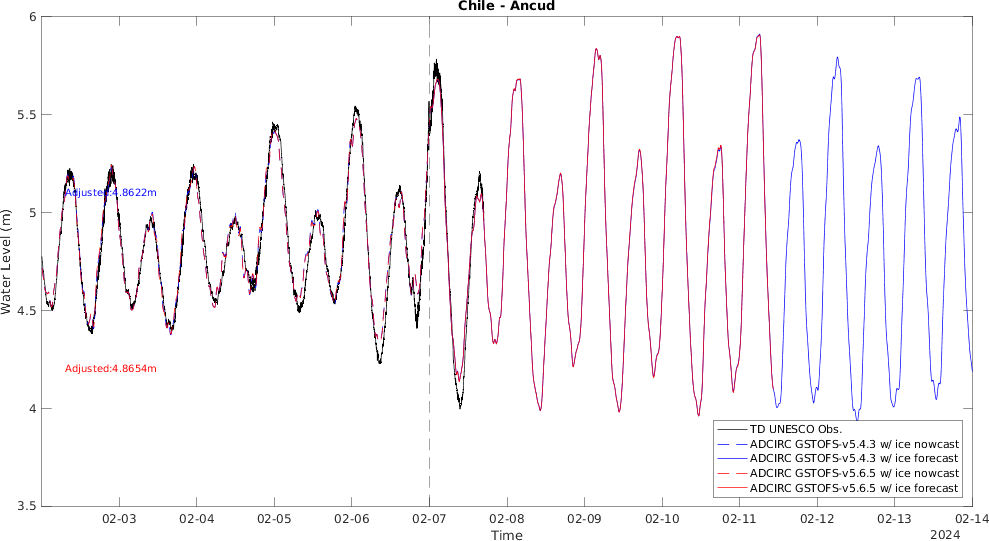 Chile - Ancud
6
5.5
5
4.5
4
3.5
Water Level (m)
Adjusted:4.8622m
Adjusted:4.8654m
TD UNESCO Obs.
ADCIRC GSTOFS-v5.4.3 w/ ice nowcast
ADCIRC GSTOFS-v5.4.3 w/ ice forecast
ADCIRC GSTOFS-v5.6.5 w/ ice nowcast
ADCIRC GSTOFS-v5.6.5 w/ ice forecast
02-03 02-04 02-05 02-06 02-07 02-08 02-09 02-10 02-11 02-12 02-13 02-14
Time
2024